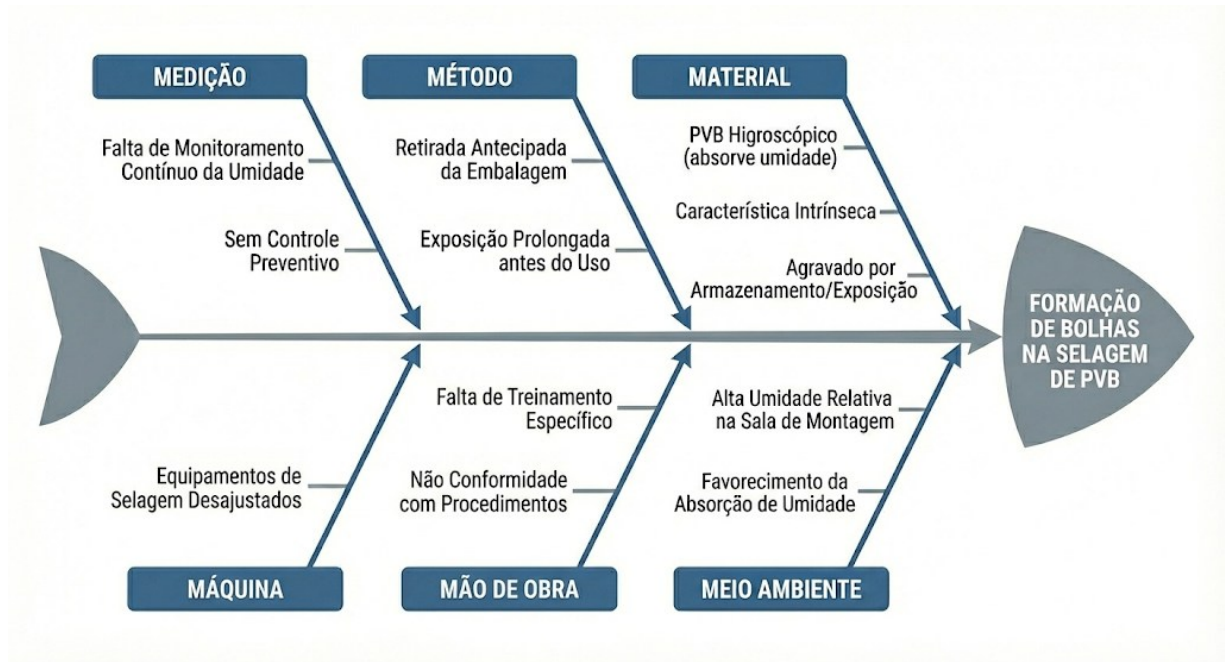 MEDIÇÃO
MÉTODO
MATERIAL
Falta de Monitoramento
Contínuo da Umidade
Sem Controle
Preventivo
Retirada Antecipada
da Embalagem
Exposição Prolongada
antes do Uso
PVB Higroscópico
(absorve umidade)
Característica Intrínseca
Agravado por
Armazenamento/Exposição
FORMAÇÃO
DE BOLHAS
NA SELAGEM
DE PVB
Equipamentos de
Selagem Desajustados
Falta de Treinamento
Específico
Não Conformidade
com Procedimentos
Alta Umidade Relativa
na Sala de Montagem
Favorecimento da
Absorção de Umidade
MÁQUINA
MÃO DE OBRA
MEIO AMBIENTE